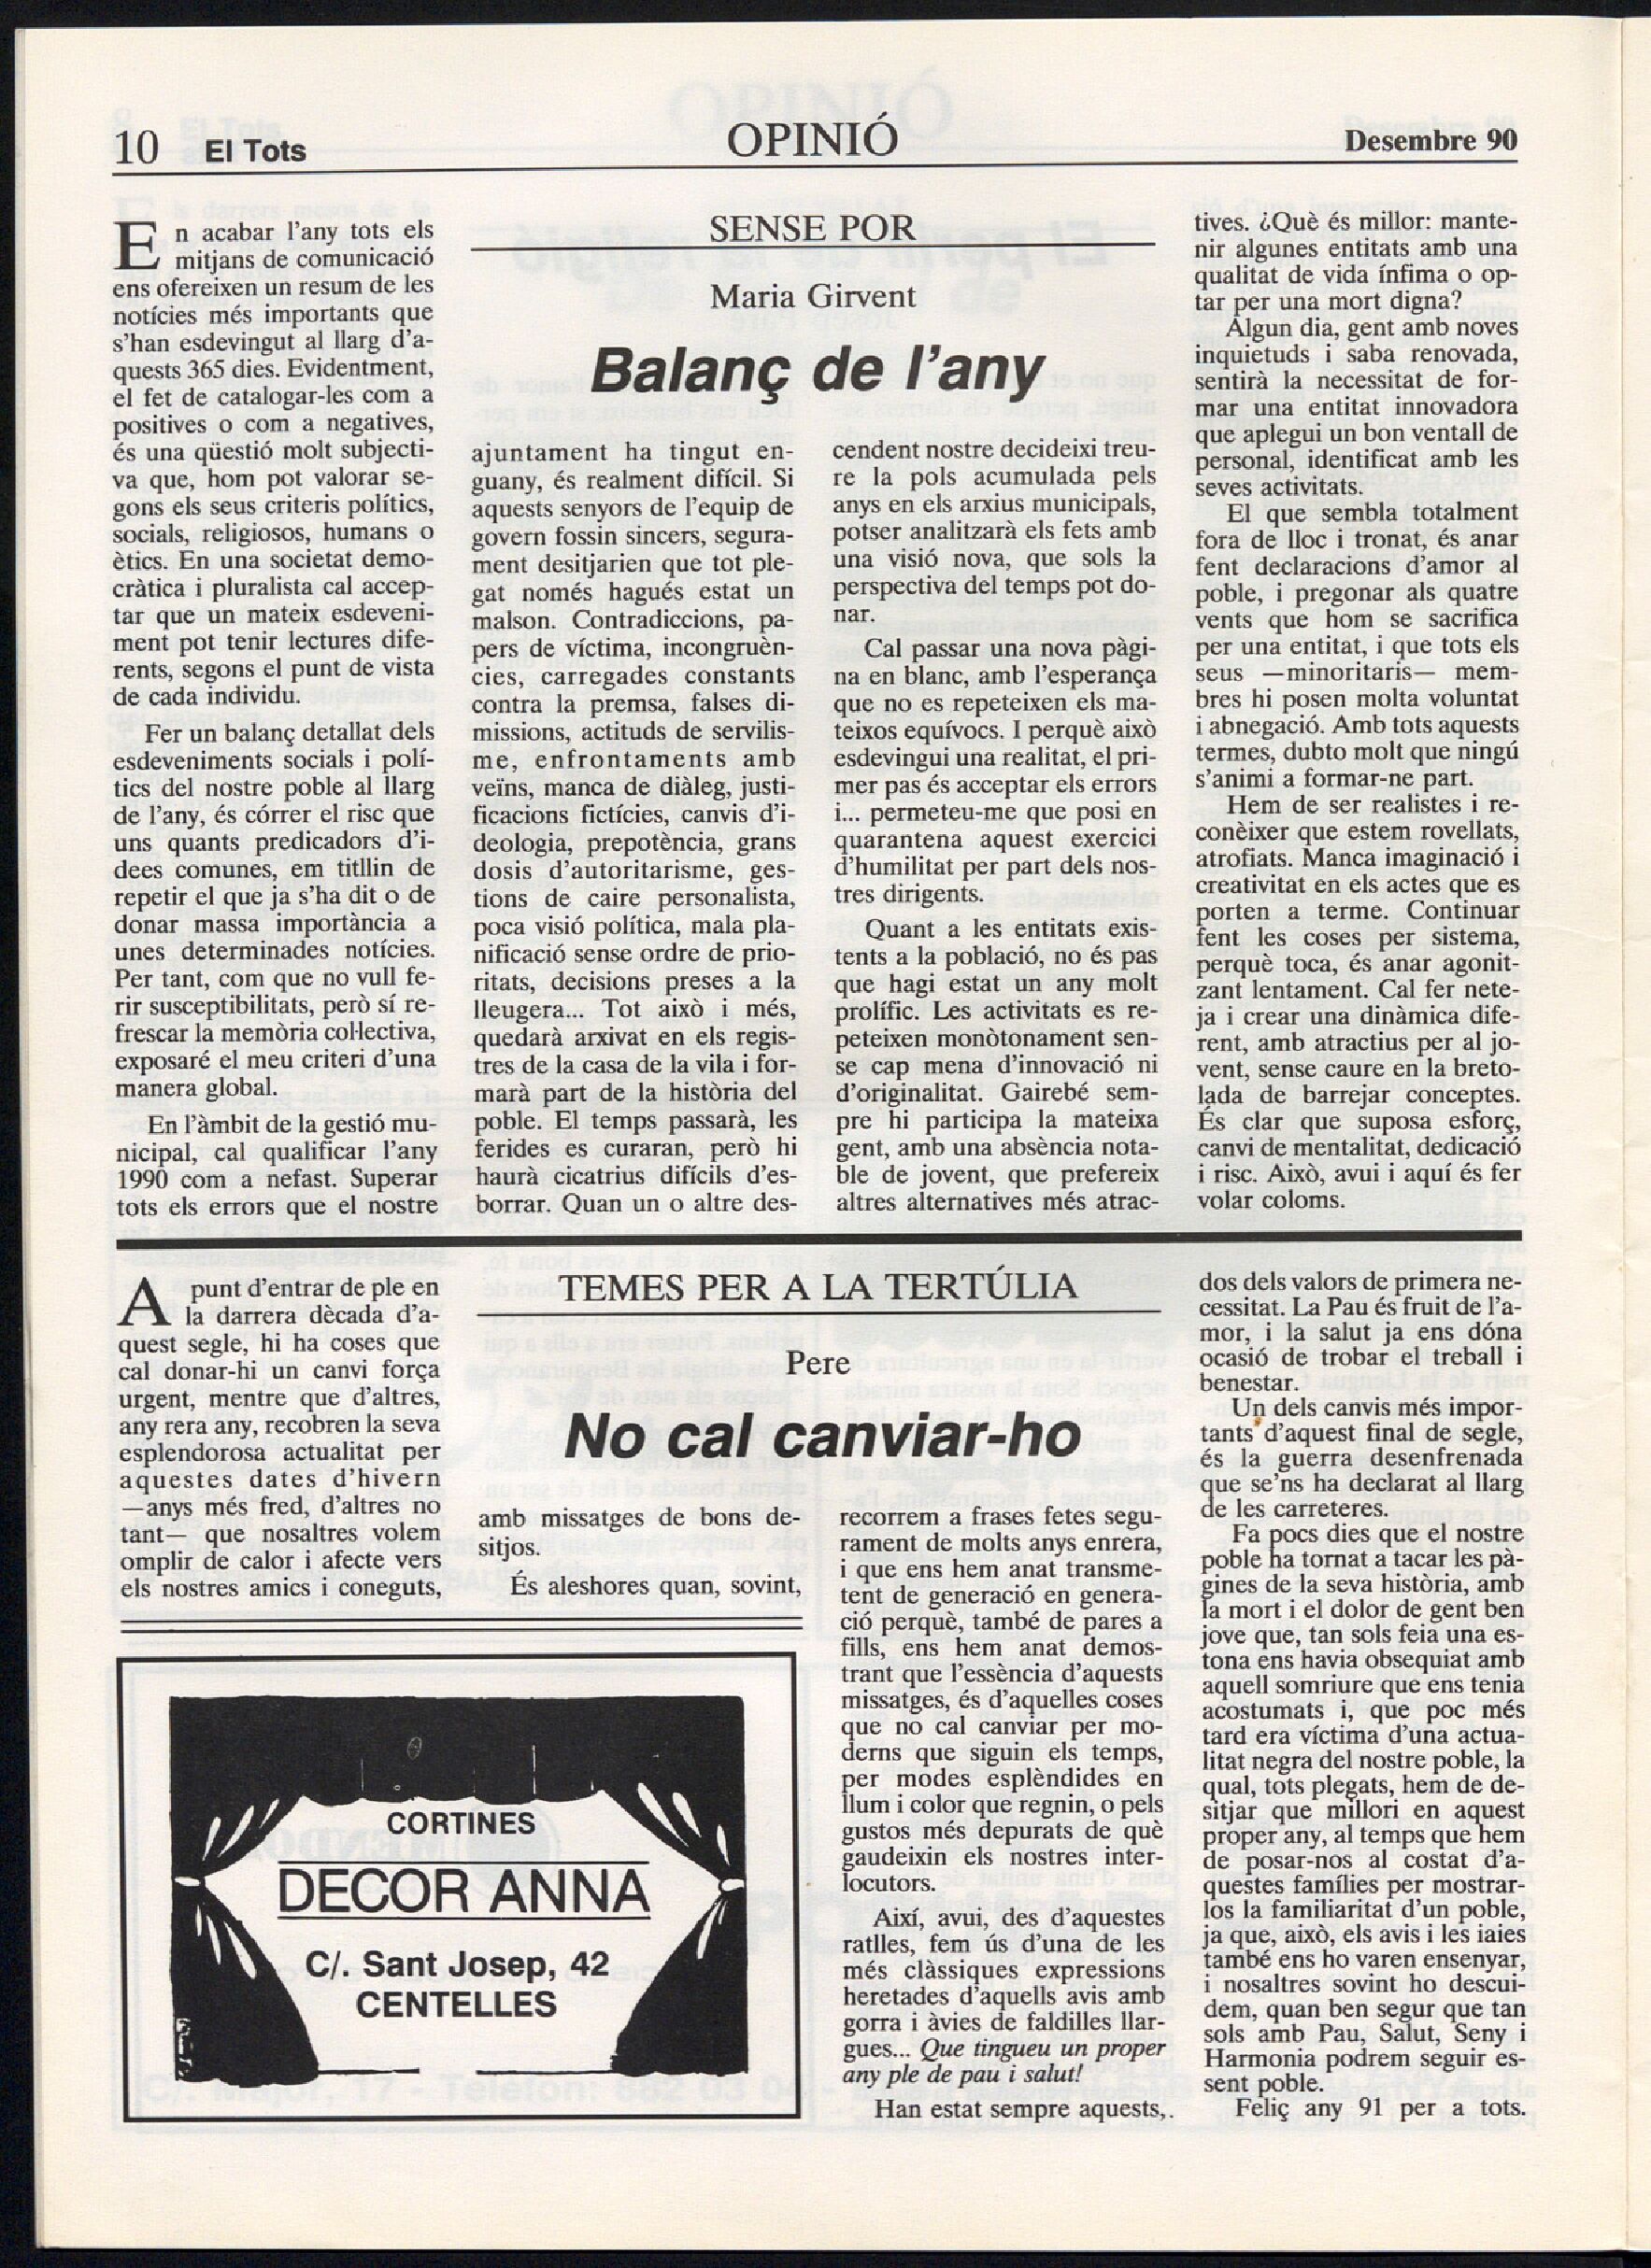 10 El Tots
OPINIÓ
Desembre 90
SENSE POR
Maria Girvent
Balanç de l'any
En acabar l'any tots els
mitjans de comunicació
ens ofereixen un resum de les
notícies més importants que
s'han esdevingut al llarg d'a-
quests 365 dies. Evidentment,
el fet de catalogar-les com a
positives o com a negatives,
és una qüestió molt subjecti-
va que, hom pot valorar se-
gons els seus criteris polítics,
socials, religiosos, humans o
ètics. En una societat demo-
cràtica i pluralista cal accep-
tar que un mateix esdeveni-
ment pot tenir lectures dife-
rents, segons el punt de vista
de cada individu.
Fer un balanç detallat dels
esdeveniments socials i polí-
tics del nostre poble al llarg
de l'any, és córrer el risc que
uns quants predicadors d'i-
dees comunes, em titllin de
repetir el que ja s'ha dit o de
donar massa importància a
unes determinades notícies.
Per tant, com que no vull fe-
rir susceptibilitats, però sí re-
frescar la memòria col·lectiva,
exposaré el meu criteri d'una
manera global.
En l'àmbit de la gestió mu-
nicipal, cal qualificar l'any
1990 com a nefast. Superar
tots els errors que el nostre
ajuntament ha tingut en-
guany, és realment difícil. Si
aquests senyors de l'equip de
govern fossin sincers, segura-
ment desitjarien que tot ple-
gat només hagués estat un
malson. Contradiccions, pa-
pers de víctima, incongruèn-
cies, carregades constants
contra la premsa, falses di-
missions, actituds de servilis-
me, enfrontaments amb
veïns, manca de diàleg, justi-
ficacions fictícies, canvis d'i-
deologia, prepotència, grans
dosis d'autoritarisme, ges-
tions de caire personalista,
poca visió política, mala pla-
nificació sense ordre de prio-
ritats, decisions preses a la
lleugera... Tot això i més,
quedarà arxivat en els regis-
tres de la casa de la vila i for-
marà part de la història del
poble. El temps passarà, les
ferides es curaran, però hi
haurà cicatrius difícils d'es-
borrar. Quan un o altre des-
cendent nostre decideixi treu-
re la pols acumulada pels
anys en els arxius municipals,
potser analitzarà els fets amb
una visió nova, que sols la
perspectiva del temps pot do-
nar.
Cal passar una nova pàgi-
na en blanc, amb l'esperança
que no es repeteixen els ma-
teixos equívocs. I perquè això
esdevingui una realitat, el pri-
mer pas és acceptar els errors
i... permeteu-me que posi en
quarantena aquest exercici
d'humilitat per part dels nos-
tres dirigents.
Quant a les entitats exis-
tents a la població, no és pas
que hagi estat un any molt
prolífic. Les activitats es re-
peteixen monòtonament sen-
se cap mena d'innovació ni
d'originalitat. Gairebé sem-
pre hi participa la mateixa
gent, amb una absència nota-
ble de jovent, que prefereix
altres alternatives més atrac-
tives. ¿Què és millor: mante-
nir algunes entitats amb una
qualitat de vida ínfima o op-
tar per una mort digna?
Algun dia, gent amb noves
inquietuds i saba renovada,
sentirà la necessitat de for-
mar una entitat innovadora
que aplegui un bon ventall de
personal, identificat amb les
seves activitats.
El que sembla totalment
fora de lloc i tronat, és anar
fent declaracions d'amor al
poble, i pregonar als quatre
vents que hom se sacrifica
per una entitat, i que tots els
seus —minoritaris— mem-
bres hi posen molta voluntat
i abnegació. Amb tots aquests
termes, dubto molt que ningú
s'animi a formar-ne part.
Hem de ser realistes i re-
conèixer que estem rovellats,
atrofiats. Manca imaginació i
creativitat en els actes que es
porten a terme. Continuar
fent les coses per sistema,
perquè toca, és anar agonit-
zant lentament. Cal fer nete-
ja i crear una dinàmica dife-
rent, amb atractius per al jo-
vent, sense caure en la breto-
lada de barrejar conceptes.
És clar que suposa esforç,
canvi de mentalitat, dedicació
i risc. Això, avui i aquí és fer
volar coloms.
TEMES PER A LA TERTÚLIA
Pere
No cal canviar-ho
A punt d'entrar de ple en
la darrera dècada d'a-
quest segle, hi ha coses que
cal donar-hi un canvi força
urgent, mentre que d'altres,
any rera any, recobren la seva
esplendorosa actualitat per
aquestes dates d'hivern
—anys més fred, d'altres no
tant— que nosaltres volem
omplir de calor i afecte vers
els nostres amics i coneguts,
amb missatges de bons de-
sitjos.
És aleshores quan, sovint,
recorrem a frases fetes segu-
rament de molts anys enrera,
i que ens hem anat transme-
tent de generació en genera-
ció perquè, també de pares a
fills, ens hem anat demos-
trant que l'essència d'aquests
missatges, és d'aquelles coses
que no cal canviar per mo-
derns que siguin els temps,
per modes esplèndides en
llum i color que regnin, o pels
gustos més depurats de què
gaudeixin els nostres inter-
locutors.
Així, avui, des d'aquestes
ratlles, fem ús d'una de les
més clàssiques expressions
heretades d'aquells avis amb
gorra i àvies de faldilles llar-
gues... Que tingueu un proper
any ple de pau i salut!
Han estat sempre aquests,.
dos dels valors de primera ne-
cessitat. La Pau és fruit de l'a-
mor, i la salut ja ens dóna
ocasió de trobar el treball i
benestar.
Un dels canvis més impor-
tants d'aquest final de segle,
és la guerra desenfrenada
que se'ns ha declarat al llarg
de les carreteres.
Fa pocs dies que el nostre
poble ha tornat a tacar les pà-
gines de la seva història, amb
la mort i el dolor de gent ben
jove que, tan sols feia una es-
tona ens havia obsequiat amb
aquell somriure que ens tenia
acostumats i, que poc més
tard era víctima d'una actua-
litat negra del nostre poble, la
qual, tots plegats, hem de de-
sitjar que millori en aquest
proper any, al temps que hem
de posar-nos al costat d'a-
questes famílies per mostrar-
los la familiaritat d'un poble,
ja que, això, els avis i les iaies
també ens ho varen ensenyar,
i nosaltres sovint ho descui-
dem, quan ben segur que tan
sols amb Pau, Salut, Seny i
Harmonia podrem seguir es-
sent poble.
Feliç any 91 per a tots.
CORTINES
DECOR ANNA
C/. Sant Josep, 42
CENTELLES